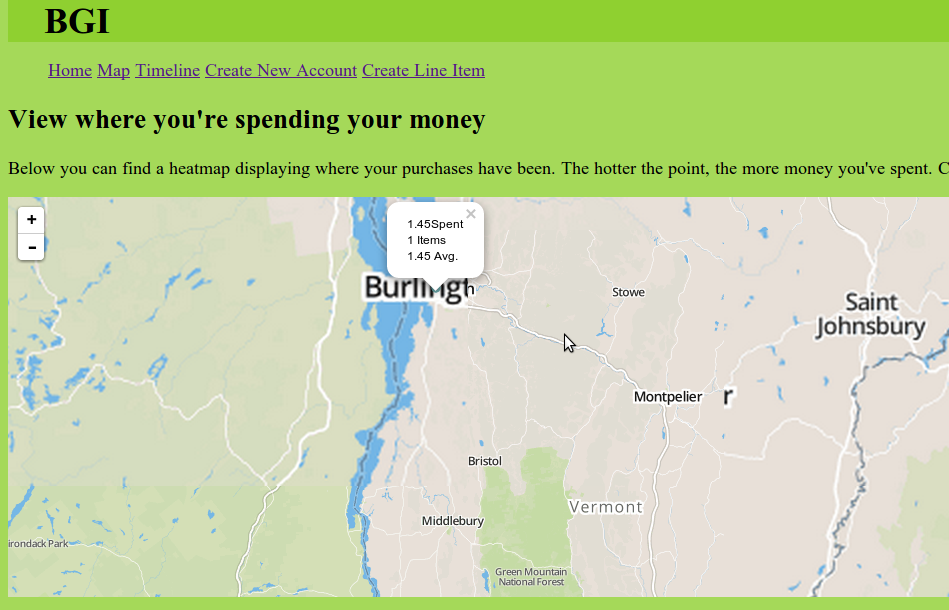 BGI
Home Map Timeline Create New Account Create Line Item
View where you're spending your money
Below you can find a heatmap displaying where your purchases have been. The hotter the point, the more money you've spent. C
+
-
×
1.45Spent
1 Items
1.45 Avg.
Stowe
Saint
Johnsbury
Montpelier
r
Bristol
Vermont
Middlebury
irondack Park
Green Mountain
National Forest